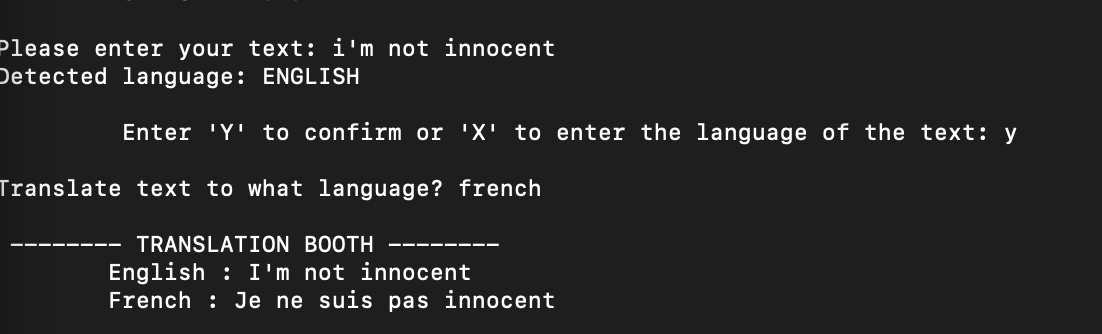 Please enter your text: i'm not innocent
Detected language: ENGLISH
Enter 'Y' to confirm or 'X' to enter the language of the text: y
Translate text to what language? french
-------- TRANSLATION BOOTH --------
English : I'm not innocent
French : Je ne suis pas innocent